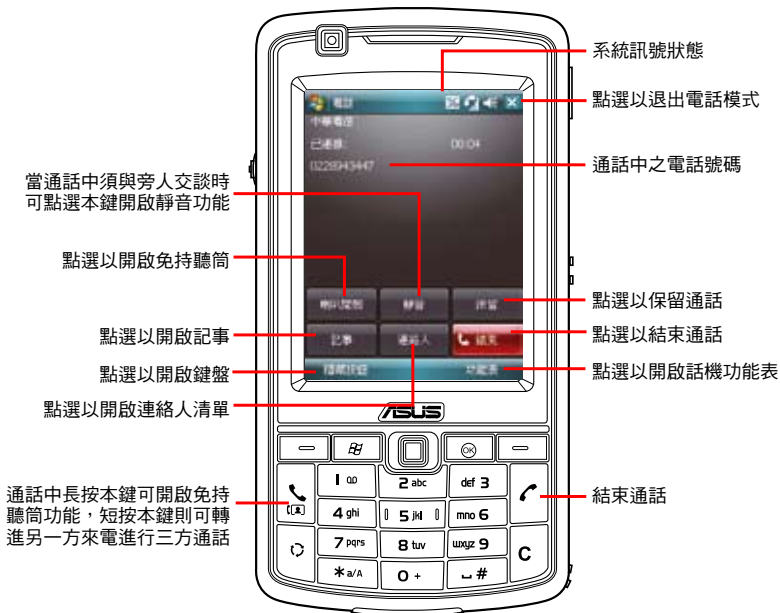 系統訊號狀態
點選以退出電話模式
通話中之電話號碼
當通話中須與旁人交談時
可點選本鍵開啟靜音功能
點選以開啟免持聽筒
點選以開啟記事
點選以開啟鍵盤
點選以開啟連絡人清單
通話中長按本鍵可開啟免持
聽筒功能，短按本鍵則可轉
進另一方來電進行三方通話
點選以保留通話
點選以結束通話
點選以開啟話機功能表
結束通話
電話
中華電信
已連接 00:04
0228943447
靜音 保留
記事 連絡人 結束
隱藏按鈕 功能表
ASUS
OK
1 2 abc def 3
4 ghi 5 jkl mno 6
7 pqrs 8 tuv wxyz 9
* a/A 0 + #
C